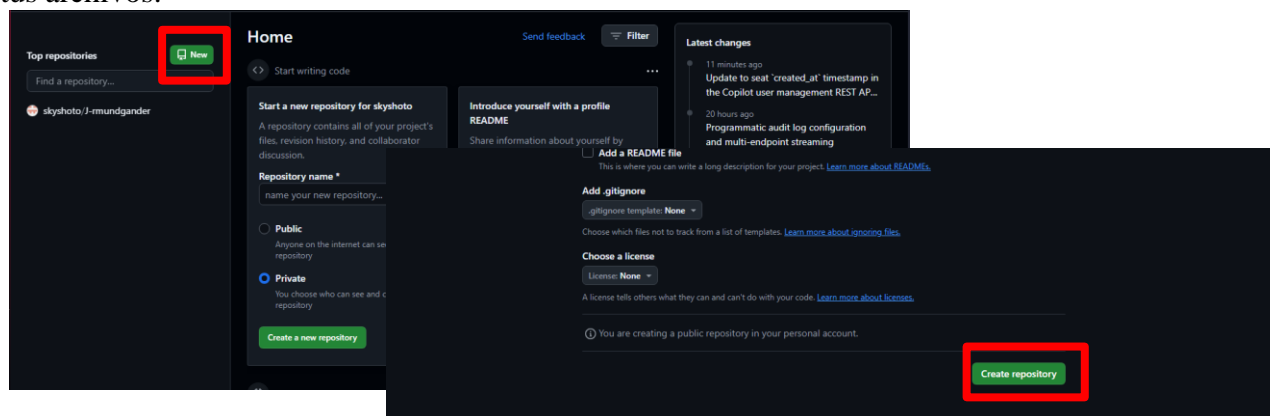 tus archivos.
Top repositories
New
Find a repository...
skyshoto/J-rmundgander
Home
Send feedback
Filter
Start writing code
Start a new repository for skyshoto
A repository contains all of your project's
files, revision history, and collaborator
discussion.
Repository name *
name your new repository...
Public
Anyone on the internet can
repository
Private
You choose who can see and
repository
Create a new repository
Introduce yourself with a profile
README
Share information about yourself by
Latest changes
11 minutes ago
Update to seat `created_at` timestamp in
the Copilot user management REST AP...
20 hours ago
Programmatic audit log configuration
and multi-endpoint streaming
Add a README file
This is where you can write a long description for your project. Learn more about READMEs.
Add .gitignore
.gitignore template: None
Choose which files not to track from a list of templates. Learn more about ignoring files.
Choose a license
License: None
A license tells others what they can and can't do with your code. Learn more about licenses.
You are creating a public repository in your personal account.
Create repository